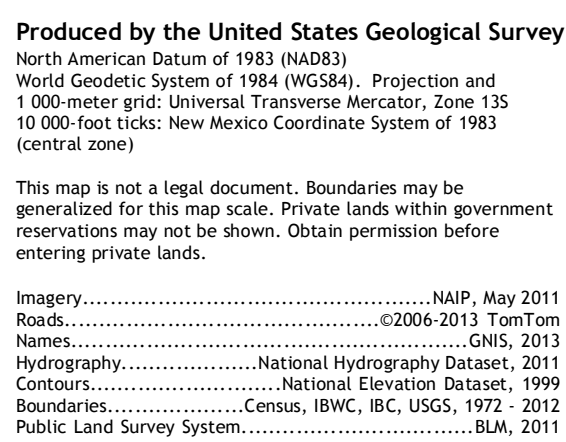 Produced by the United States Geological Survey
North American Datum of 1983 (NAD83)
World Geodetic System of 1984 (WGS84).  Projection and
1 000-meter grid: Universal Transverse Mercator, Zone 13S
10 000-foot ticks: New Mexico Coordinate System of 1983
(central zone)
This map is not a legal document. Boundaries may be
generalized for this map scale. Private lands within government
reservations may not be shown. Obtain permission before
entering private lands.
Imagery....................................................NAIP, May 2011
Roads...............................................©2006-2013 TomTom
Names...........................................................GNIS, 2013
Hydrography....................National Hydrography Dataset, 2011
Contours............................National Elevation Dataset, 1999
Boundaries....................Census, IBWC, IBC, USGS, 1972 - 2012
Public Land Survey System..................................BLM, 2011